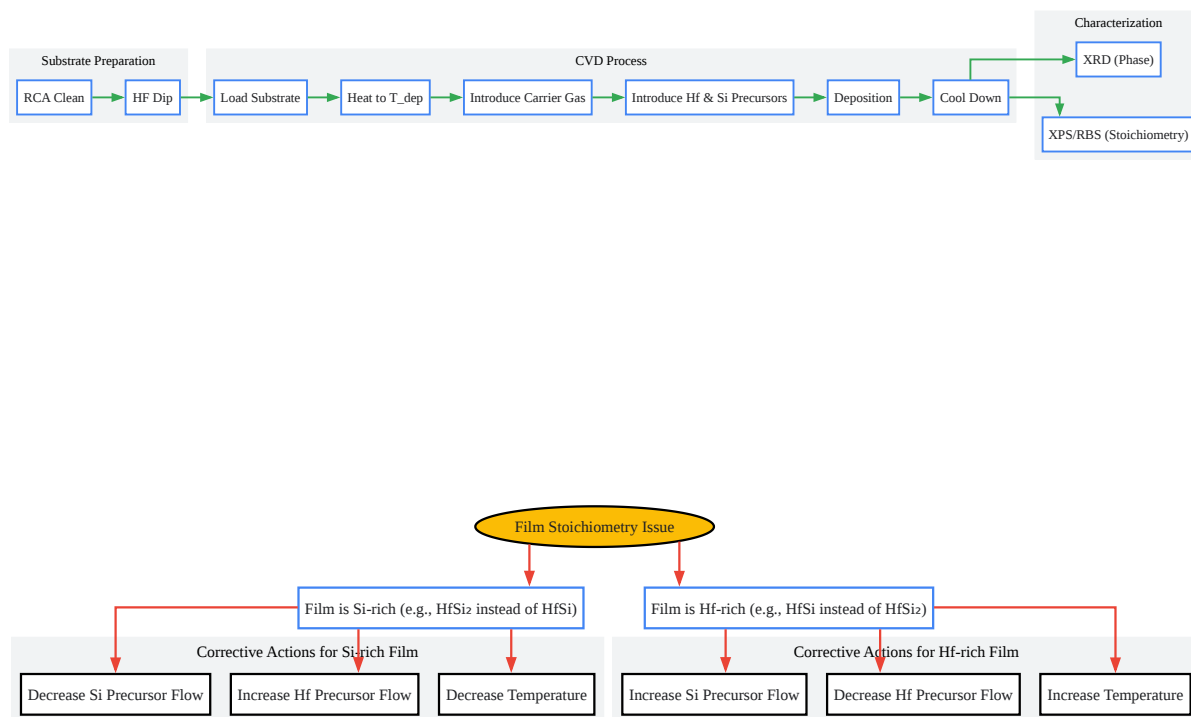 Characterization
Substrate Preparation
CVD Process
XRD (Phase)
RCA Clean
HF Dip
Load Substrate
Heat to T_dep
Introduce Carrier Gas
Introduce Hf & Si Precursors
Deposition
Cool Down
XPS/RBS (Stoichiometry)
Film Stoichiometry Issue
Film is Si-rich (e.g., HfSi₂ instead of HfSi)
Film is Hf-rich (e.g., HfSi instead of HfSi₂)
Corrective Actions for Si-rich Film
Corrective Actions for Hf-rich Film
Decrease Si Precursor Flow
Increase Hf Precursor Flow
Decrease Temperature
Increase Si Precursor Flow
Decrease Hf Precursor Flow
Increase Temperature